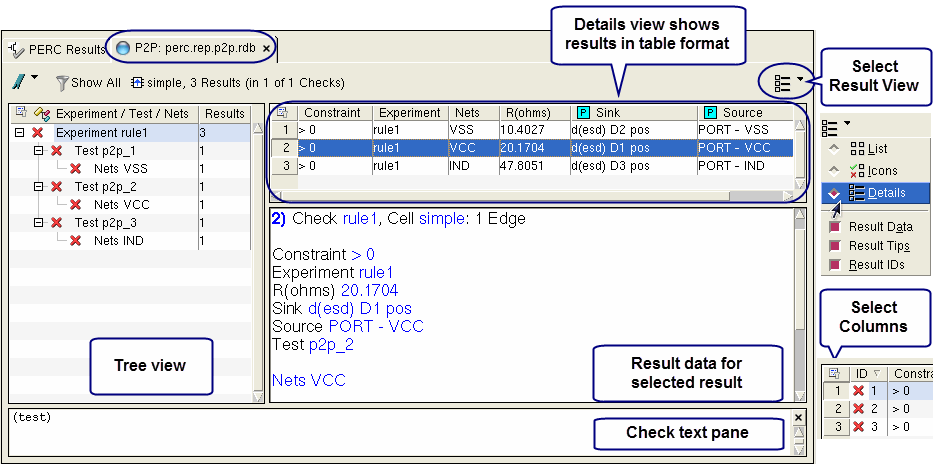 Details view shows
results in table format
PERC Results
P2P: perc.rep.p2p.rdb ×
Show All simple, 3 Results (in 1 of 1 Checks)
Select
Result View
Experiment / Test / Nets Results
Experiment rule1 3
Test p2p_1 1
Nets VSS 1
Test p2p_2 1
Nets VCC 1
Test p2p_3 1
Nets IND 1
Constraint Experiment Nets R(ohms) P Sink P Source
1 > 0 rule1 VSS 10.4027 d(esd) D2 pos PORT - VSS
2 > 0 rule1 VCC 20.1704 d(esd) D1 pos PORT - VCC
3 > 0 rule1 IND 47.8051 d(esd) D3 pos PORT - IND
List
Icons
Details
Result Data
Result Tips
Result IDs
2) Check rule1, Cell simple: 1 Edge
Constraint > 0
Experiment rule1
R(ohms) 20.1704
Sink d(esd) D1 pos
Source PORT - VCC
Test p2p_2
Nets VCC
Tree view
Result data for
selected result
Select
Columns
ID Constra
1 1 > 0
2 2 > 0
3 3 > 0
(test)
Check text pane